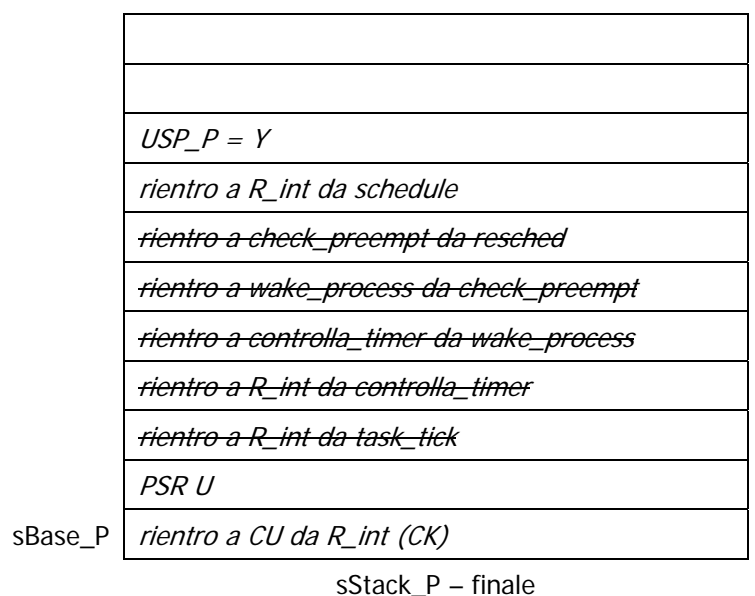 USP_P = Y
rientro a R_int da schedule
rientro a check_preempt da resched
rientro a wake_process da check_preempt
rientro a controlla_timer da wake_process
rientro a R_int da controlla_timer
rientro a R_int da task_tick
PSR U
sBase_P rientro a CU da R_int (CK)
sStack_P – finale